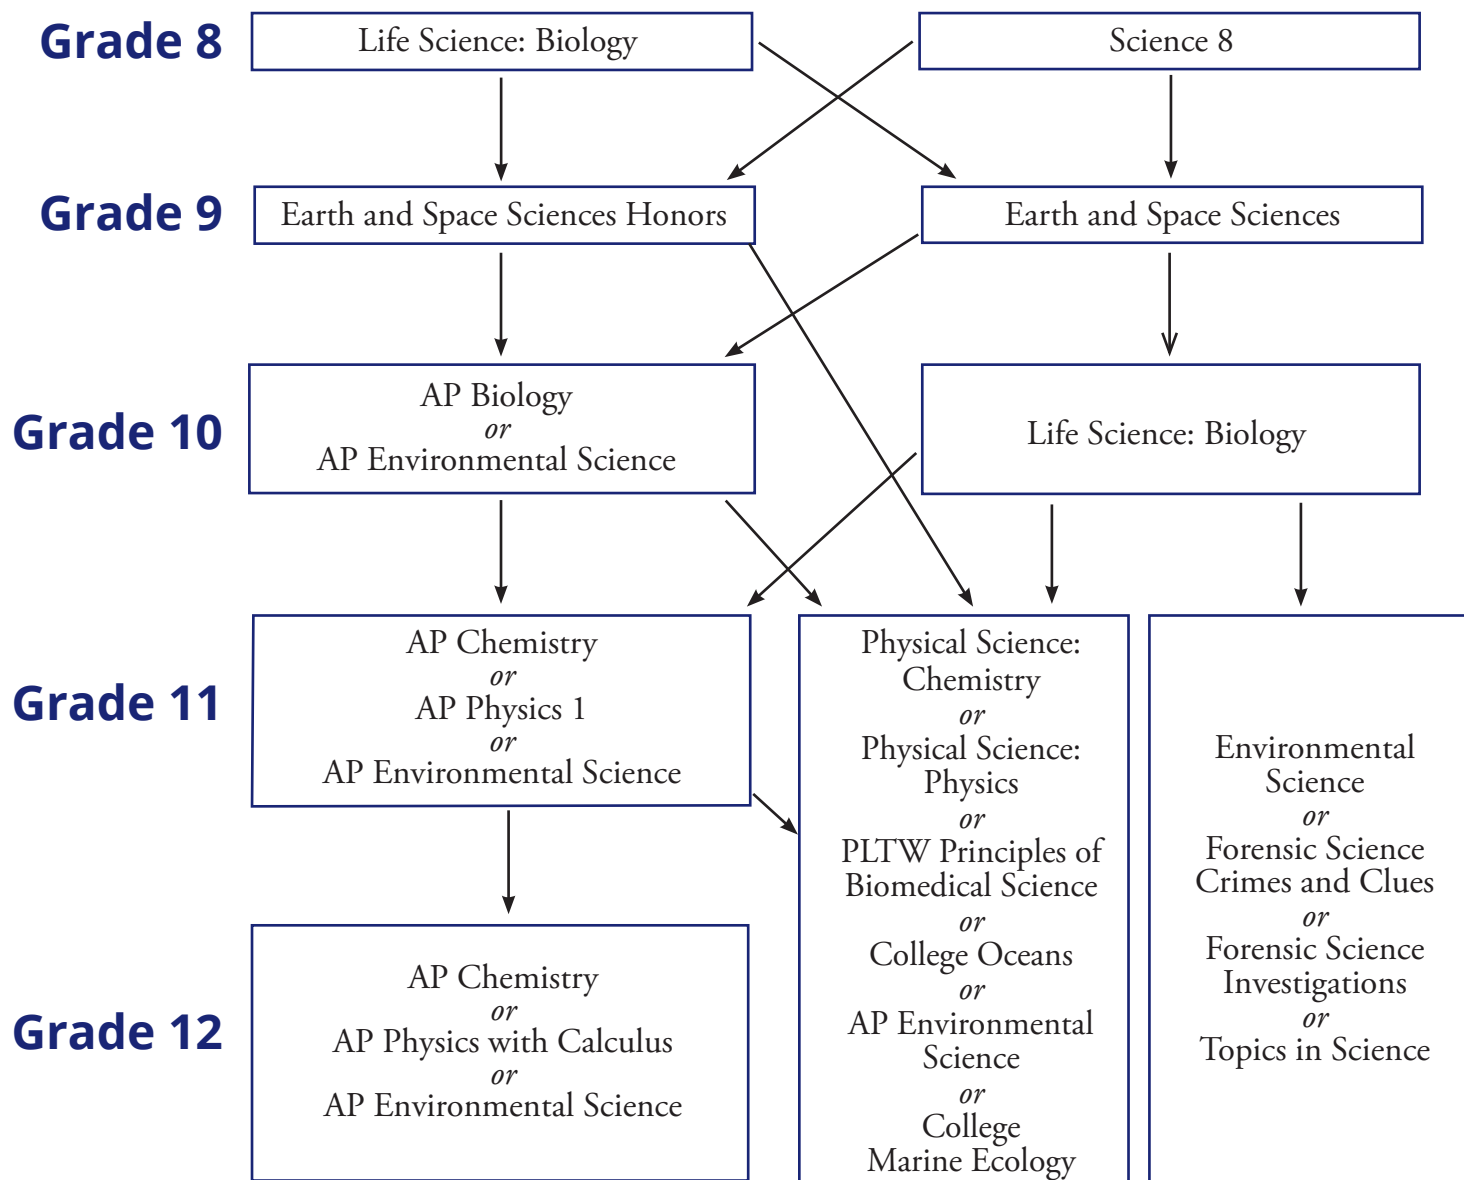 Grade 8
Life Science: Biology
Science 8
Grade 9
Earth and Space Sciences Honors
Earth and Space Sciences
Grade 10
AP Biology
or
AP Environmental Science
Life Science: Biology
Grade 11
AP Chemistry
or
AP Physics 1
or
AP Environmental Science
Physical Science:
Chemistry
or
Physical Science:
Physics
or
PLTW Principles of
Biomedical Science
or
College Oceans
or
AP Environmental
Science
or
College
Marine Ecology
Environmental
Science
or
Forensic Science
Crimes and Clues
or
Forensic Science
Investigations
or
Topics in Science
Grade 12
AP Chemistry
or
AP Physics with Calculus
or
AP Environmental Science